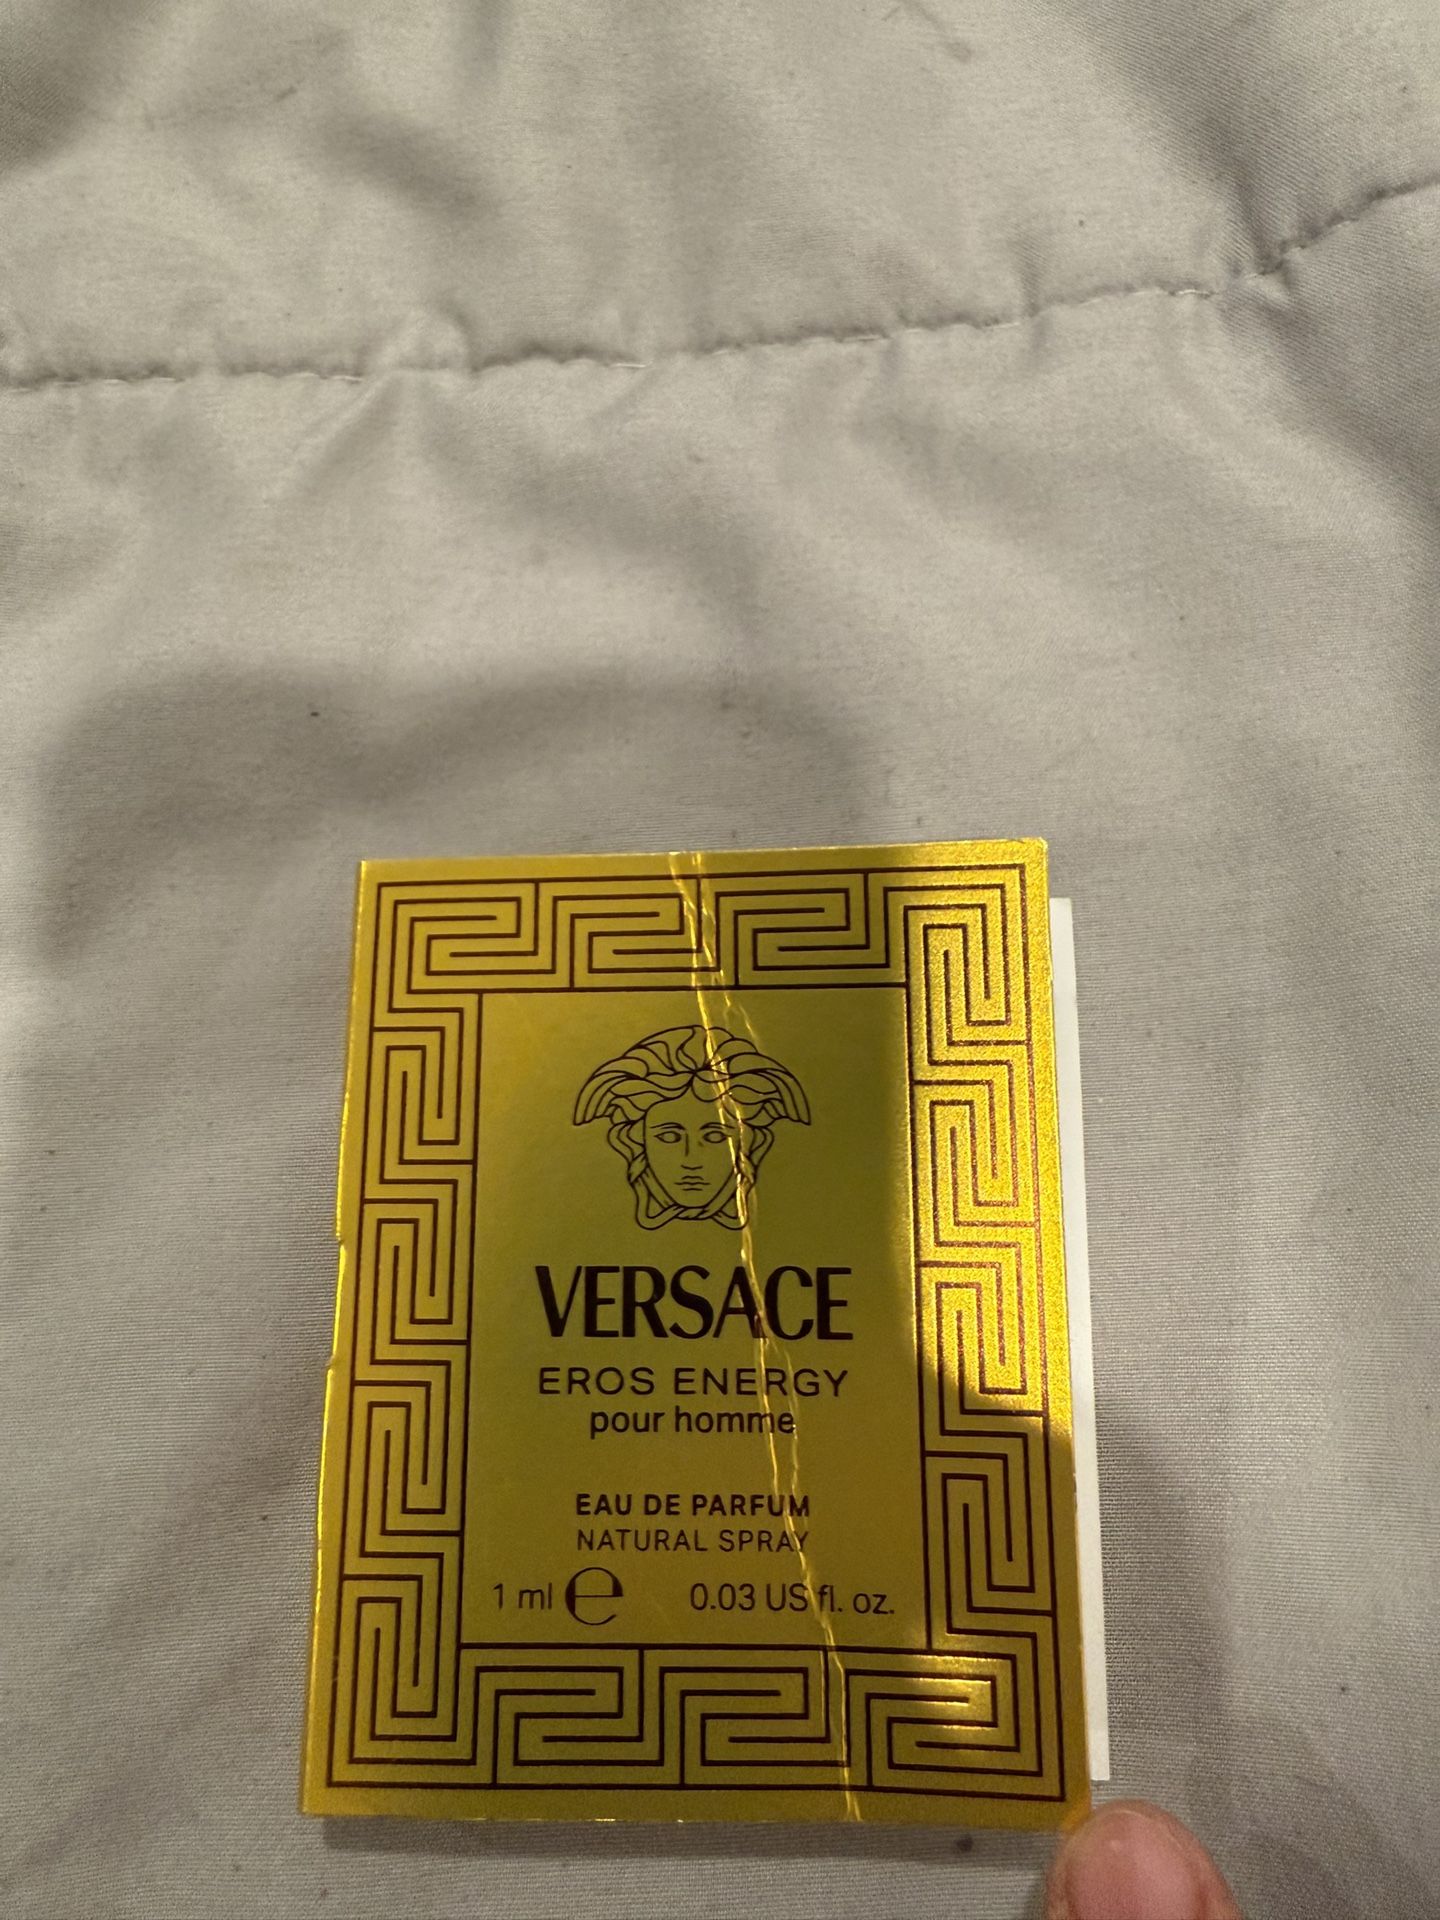 VERSACE
EROS ENERGY
pour homme
EAU DE PARFUM
NATURAL SPRAY
1 ml ℮ 0.03 US fl. oz.